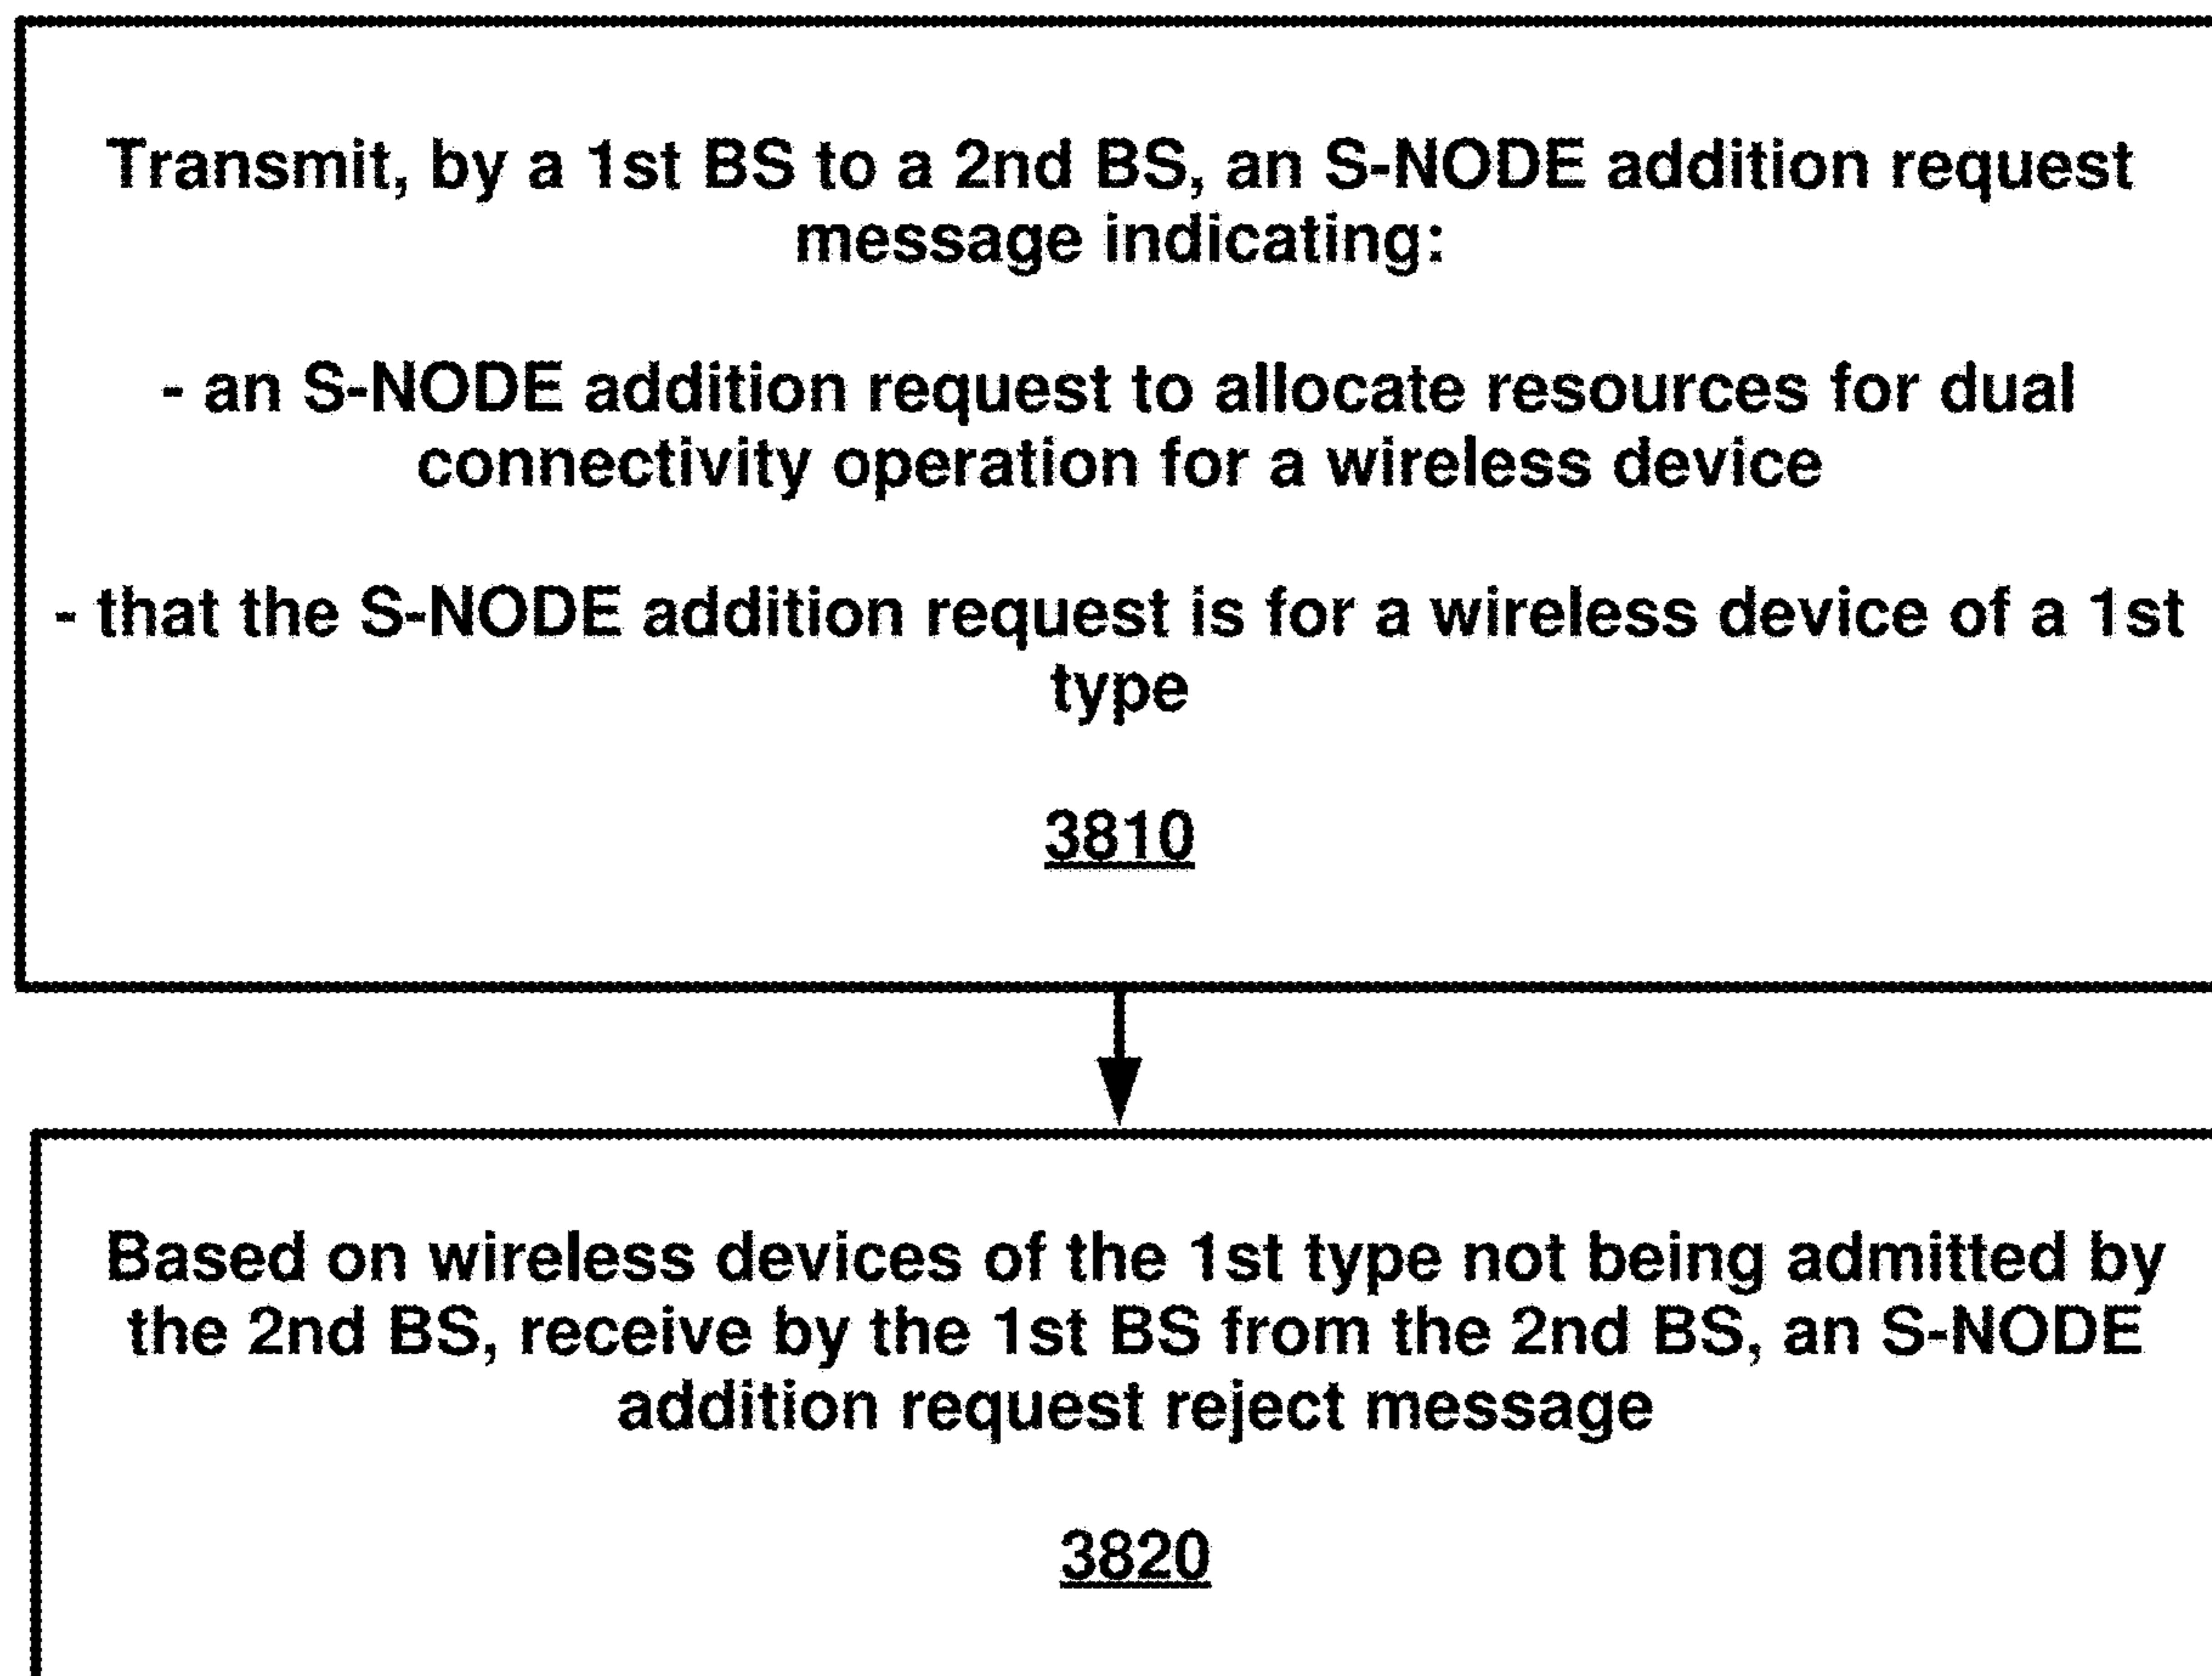 Transmit, by a 1st BS to a 2nd BS, an S-NODE addition request
message indicating:
- an S-NODE addition request to allocate resources for dual
connectivity operation for a wireless device
- that the S-NODE addition request is for a wireless device of a 1st
type
3810
Based on wireless devices of the 1st type not being admitted by
the 2nd BS, receive by the 1st BS from the 2nd BS, an S-NODE
addition request reject message
3820